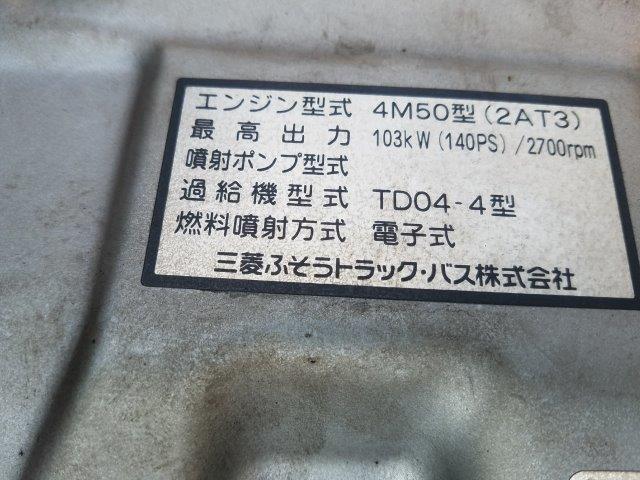 エンジン型式 4M50型(2AT3)
最高出力 103kW(140PS)/2700rpm
噴射ポンプ型式
過給機型式 TD04-4型
燃料噴射方式 電子式
三菱ふそうトラック・バス株式会社